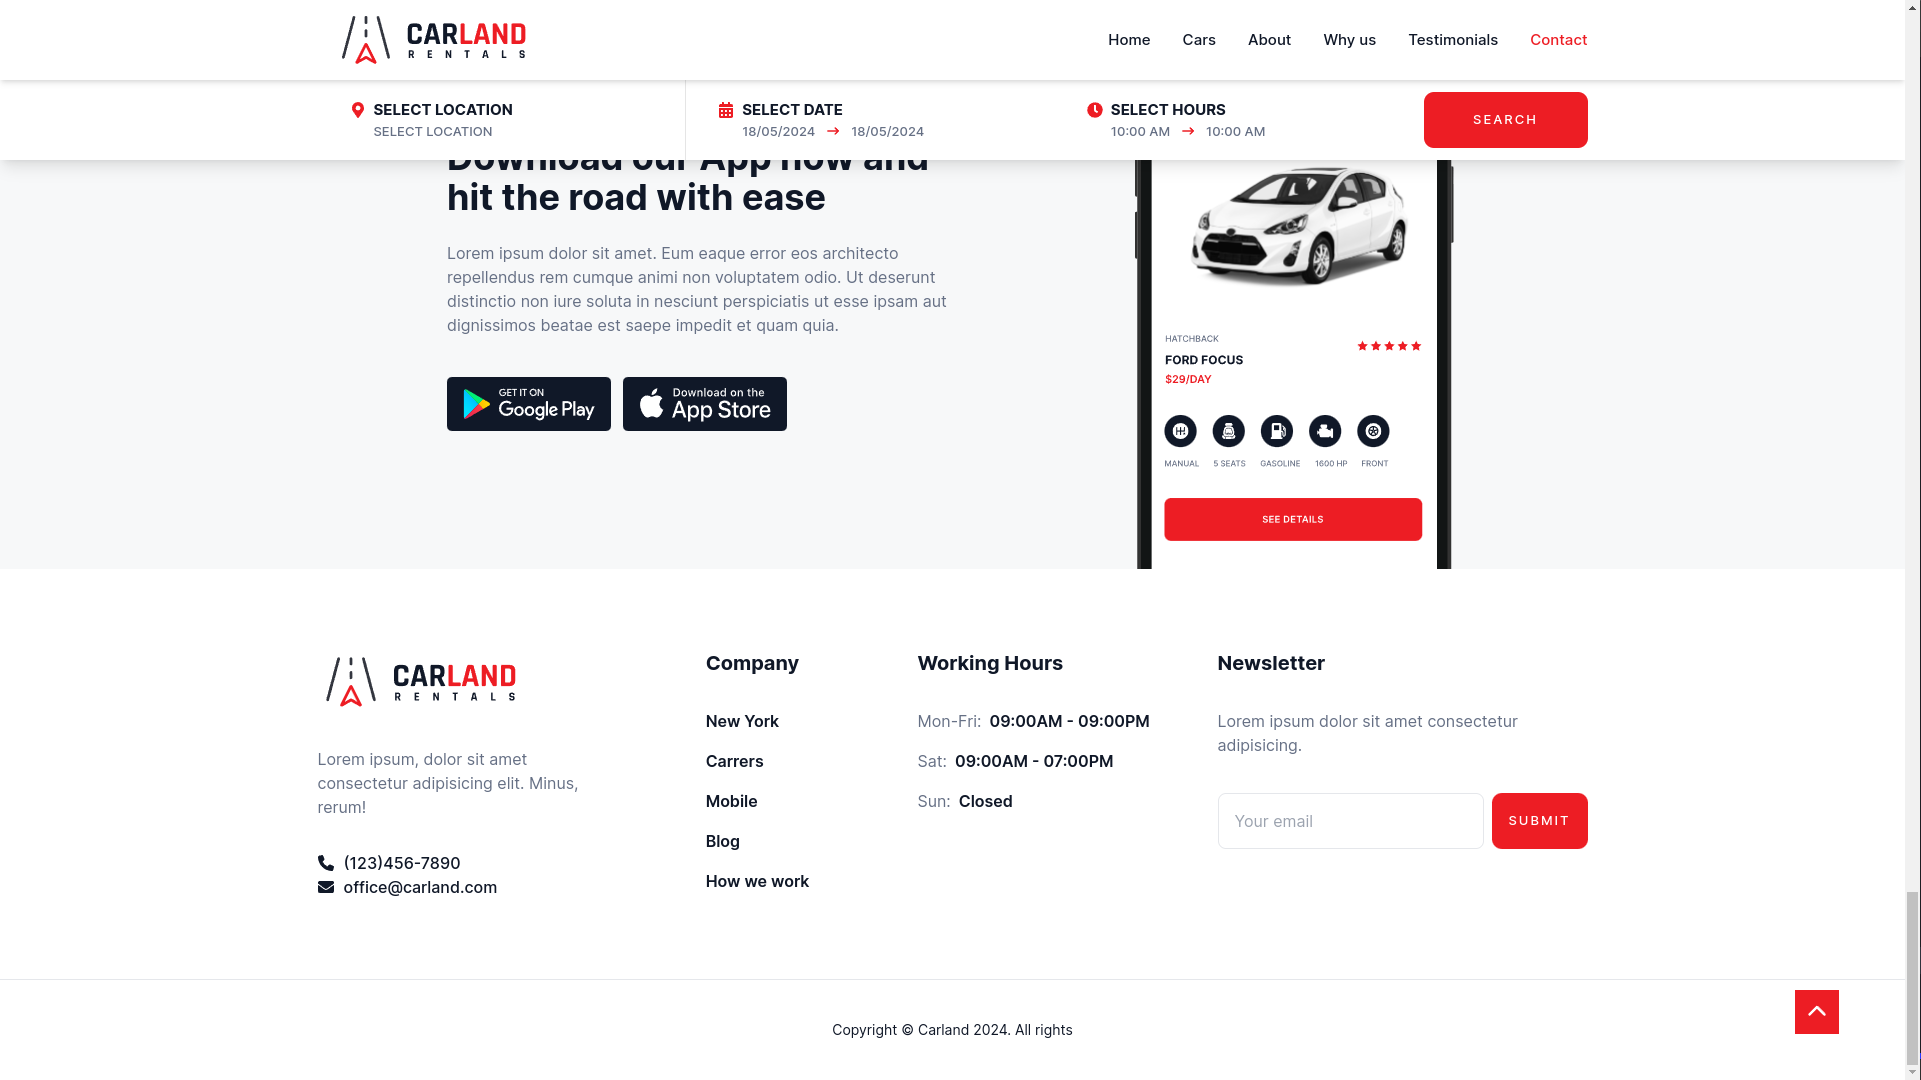 CARLAND
RENTALS
Home
Cars
About
Why us
Testimonials
Contact
SELECT LOCATION
SELECT LOCATION
SELECT DATE
18/05/2024
18/05/2024
SELECT HOURS
10:00 AM
10:00 AM
SEARCH
Download our App now and
hit the road with ease
Lorem ipsum dolor sit amet. Eum eaque error eos architecto
repellendus rem cumque animi non voluptatem odio. Ut deserunt
distinctio non iure soluta in nesciunt perspiciatis ut esse ipsam aut
dignissimos beatae est saepe impedit et quam quia.
GET IT ON
Google Play
Download on the
App Store
HATCHBACK
FORD FOCUS
$29/DAY
MANUAL
5 SEATS
GASOLINE
1600 HP
FRONT
SEE DETAILS
CARLAND
RENTALS
Lorem ipsum, dolor sit amet
consectetur adipisicing elit. Minus,
rerum!
(123)456-7890
office@carland.com
Company
New York
Carrers
Mobile
Blog
How we work
Working Hours
Mon-Fri: 09:00AM - 09:00PM
Sat: 09:00AM - 07:00PM
Sun: Closed
Newsletter
Lorem ipsum dolor sit amet consectetur
adipisicing.
Your email
SUBMIT
Copyright © Carland 2024. All rights